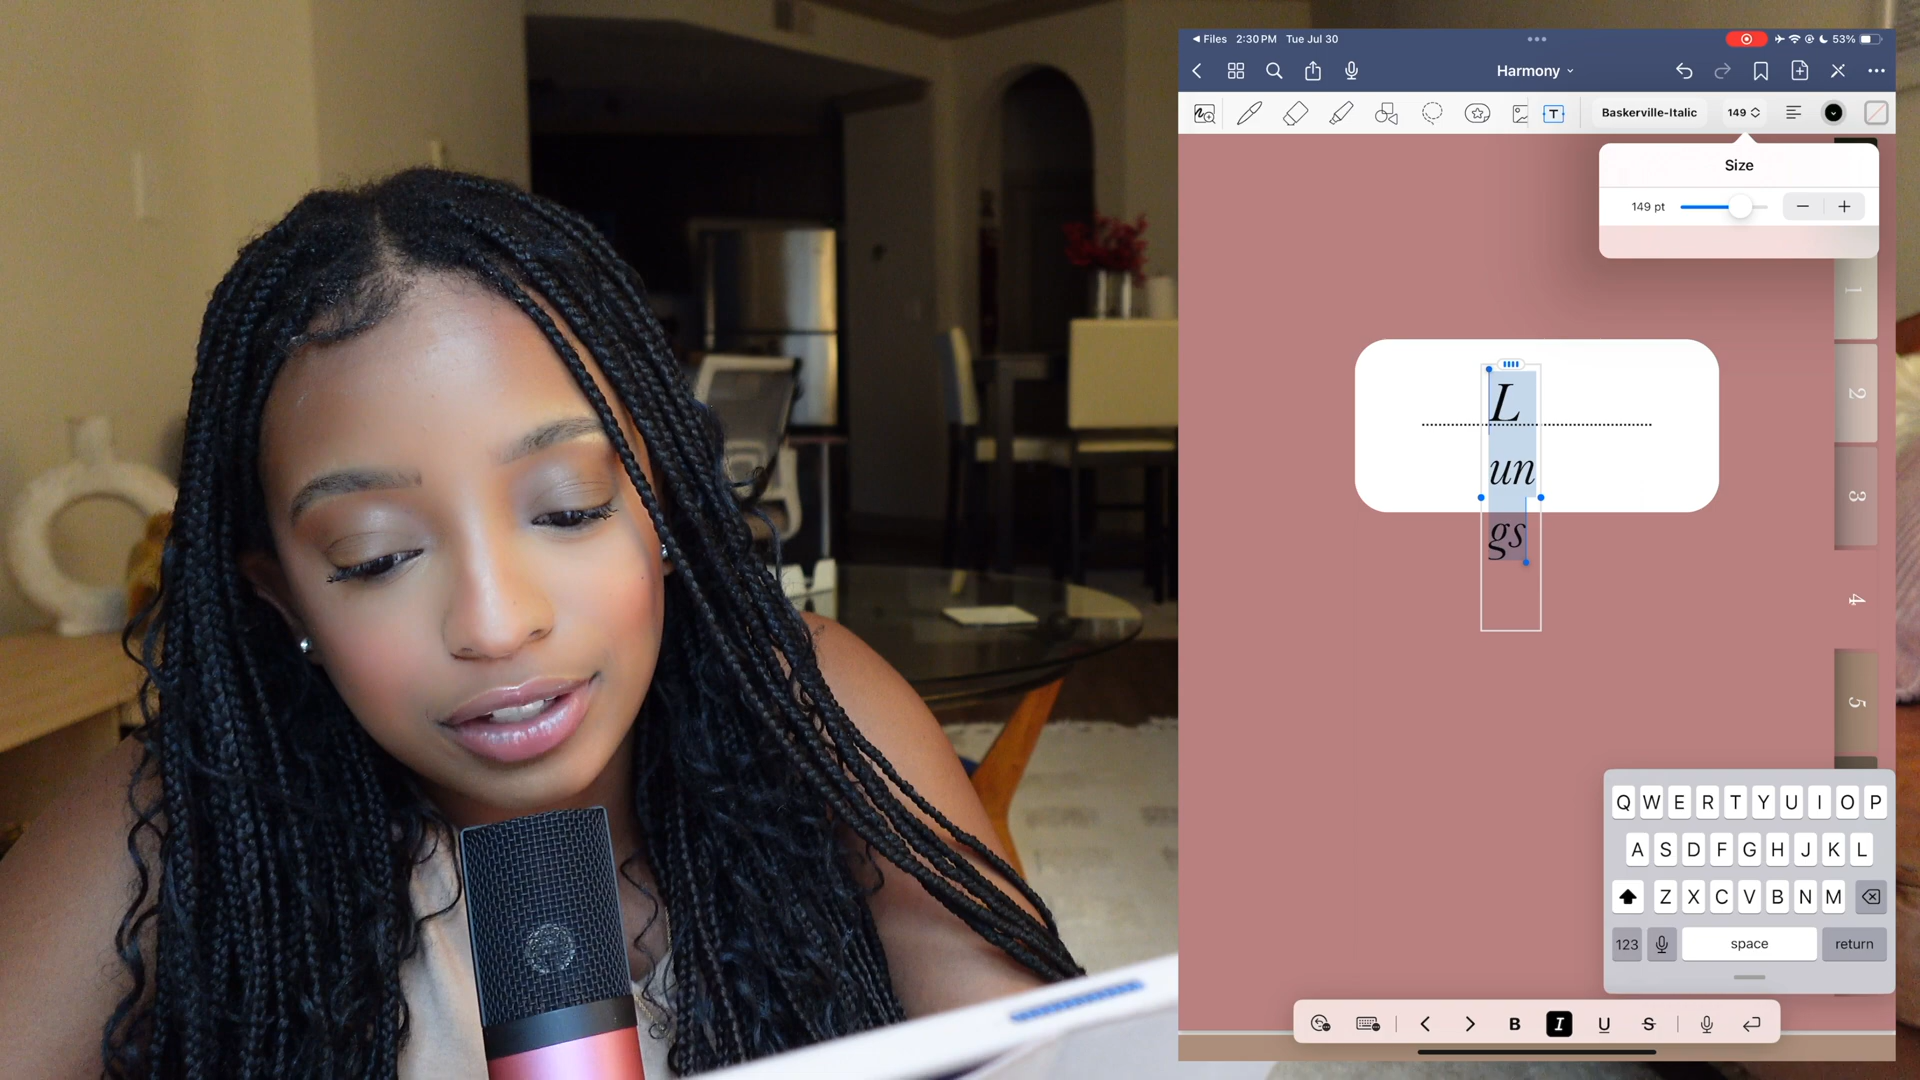 Files 2:30 PM Tue Jul 30
53%
Harmony
Baskerville-Italic 149
T
Size
149 pt
L
un
gs
1
2
3
4
5
Q W E R T Y U I O P
A S D F G H J K L
Z X C V B N M
123 space return
B I U S